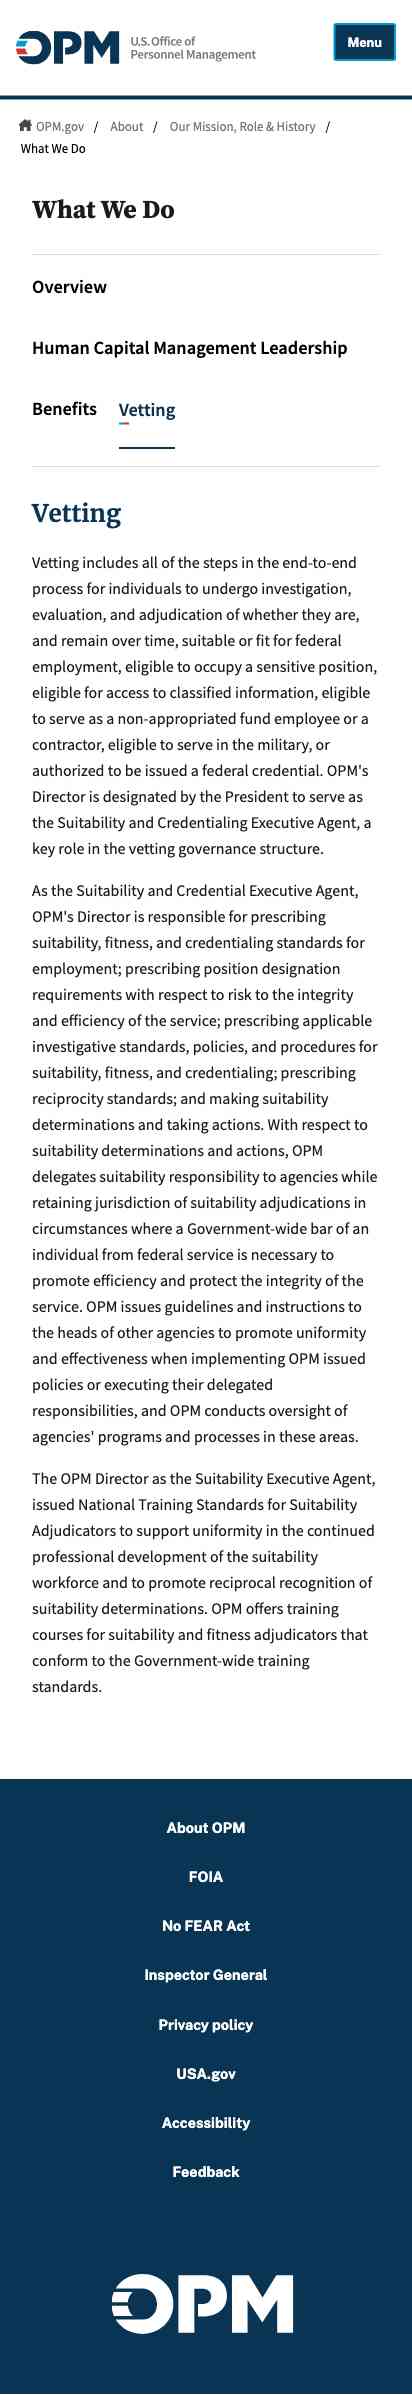 OPM U.S. Office of
Personnel Management
Menu
OPM.gov / About / Our Mission, Role & History /
What We Do
What We Do
Overview
Human Capital Management Leadership
Benefits Vetting
Vetting
Vetting includes all of the steps in the end-to-end
process for individuals to undergo investigation,
evaluation, and adjudication of whether they are,
and remain over time, suitable or fit for federal
employment, eligible to occupy a sensitive position,
eligible for access to classified information, eligible
to serve as a non-appropriated fund employee or a
contractor, eligible to serve in the military, or
authorized to be issued a federal credential. OPM's
Director is designated by the President to serve as
the Suitability and Credentialing Executive Agent, a
key role in the vetting governance structure.
As the Suitability and Credential Executive Agent,
OPM's Director is responsible for prescribing
suitability, fitness, and credentialing standards for
employment; prescribing position designation
requirements with respect to risk to the integrity
and efficiency of the service; prescribing applicable
investigative standards, policies, and procedures for
suitability, fitness, and credentialing; prescribing
reciprocity standards; and making suitability
determinations and taking actions. With respect to
suitability determinations and actions, OPM
delegates suitability responsibility to agencies while
retaining jurisdiction of suitability adjudications in
circumstances where a Government-wide bar of an
individual from federal service is necessary to
promote efficiency and protect the integrity of the
service. OPM issues guidelines and instructions to
the heads of other agencies to promote uniformity
and effectiveness when implementing OPM issued
policies or executing their delegated
responsibilities, and OPM conducts oversight of
agencies' programs and processes in these areas.
The OPM Director as the Suitability Executive Agent,
issued National Training Standards for Suitability
Adjudicators to support uniformity in the continued
professional development of the suitability
workforce and to promote reciprocal recognition of
suitability determinations. OPM offers training
courses for suitability and fitness adjudicators that
conform to the Government-wide training
standards.
About OPM
FOIA
No FEAR Act
Inspector General
Privacy policy
USA.gov
Accessibility
Feedback
OPM